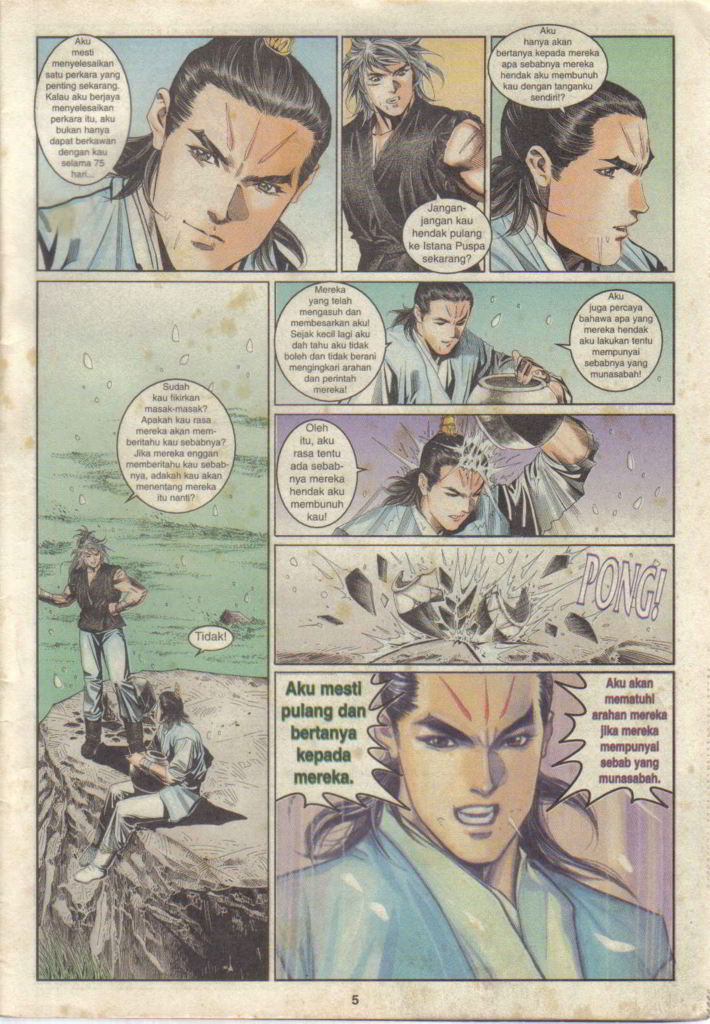 Aku
mesti
menyelesaikan
satu perkara yang
penting sekarang.
Kalau aku berjaya
menyelesaikan
perkara itu, aku
bukan hanya
dapat berkawan
dengan kau
selama 75
hari...
Jangan-
jangan kau
hendak pulang
ke Istana Puspa
sekarang?
Aku
hanya akan
bertanya kepada mereka
apa sebabnya mereka
hendak aku membunuh
kau dengan tanganku
sendiri!?
Sudah
kau fikirkan
masak-masak?
Apakah kau rasa
mereka akan mem-
beritahu kau sebabnya?
Jika mereka enggan
memberitahu kau sebab-
nya, adakah kau akan
menentang mereka
itu nanti?
Tidak!
Mereka
yang telah
mengasuh dan
membesarkan aku!
Sejak kecil lagi aku
dah tahu aku tidak
boleh dan tidak berani
mengingkari arahan
dan perintah
mereka!
Aku
juga percaya
bahawa apa yang
mereka hendak
aku lakukan tentu
mempunyai
sebabnya yang
munasabah!
Oleh
itu, aku
rasa tentu
ada sebab-
nya mereka
hendak aku
membunuh
kau!
PONG!
Aku mesti
pulang dan
bertanya
kepada
mereka.
Aku akan
mematuhi
arahan mereka
jika mereka
mempunyai
sebab yang
munasabah.
5